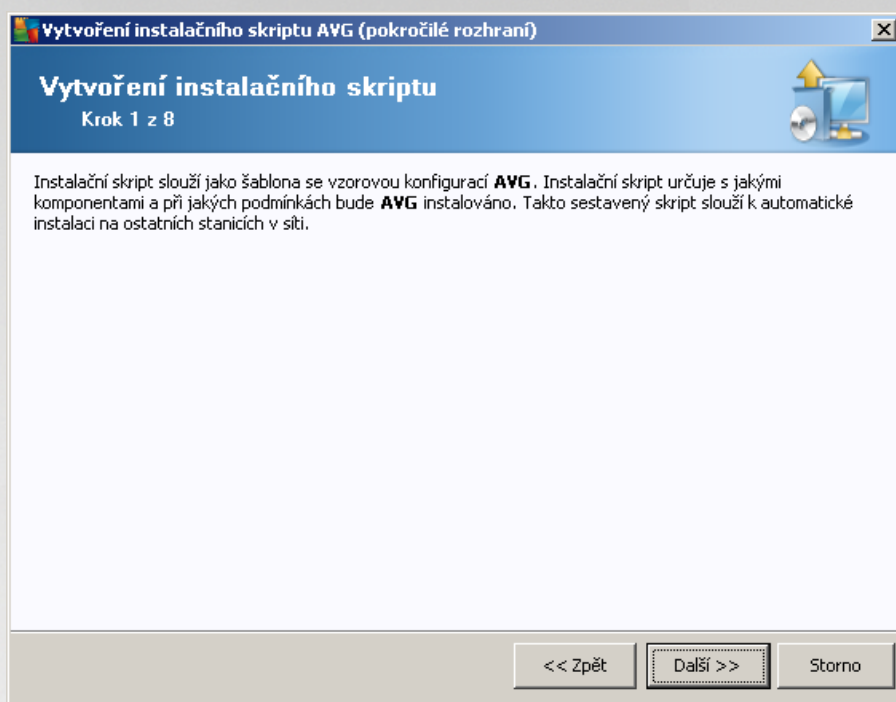 Vytvoření instalačního skriptu AVG (pokročilé rozhraní)
Vytvoření instalačního skriptu
Krok 1 z 8
Instalační skript slouží jako šablona se vzorovou konfigurací AVG. Instalační skript určuje s jakými
komponentami a při jakých podmínkách bude AVG instalováno. Takto sestavený skript slouží k automatické
instalaci na ostatních stanicích v síti.
<< Zpět Další >> Storno